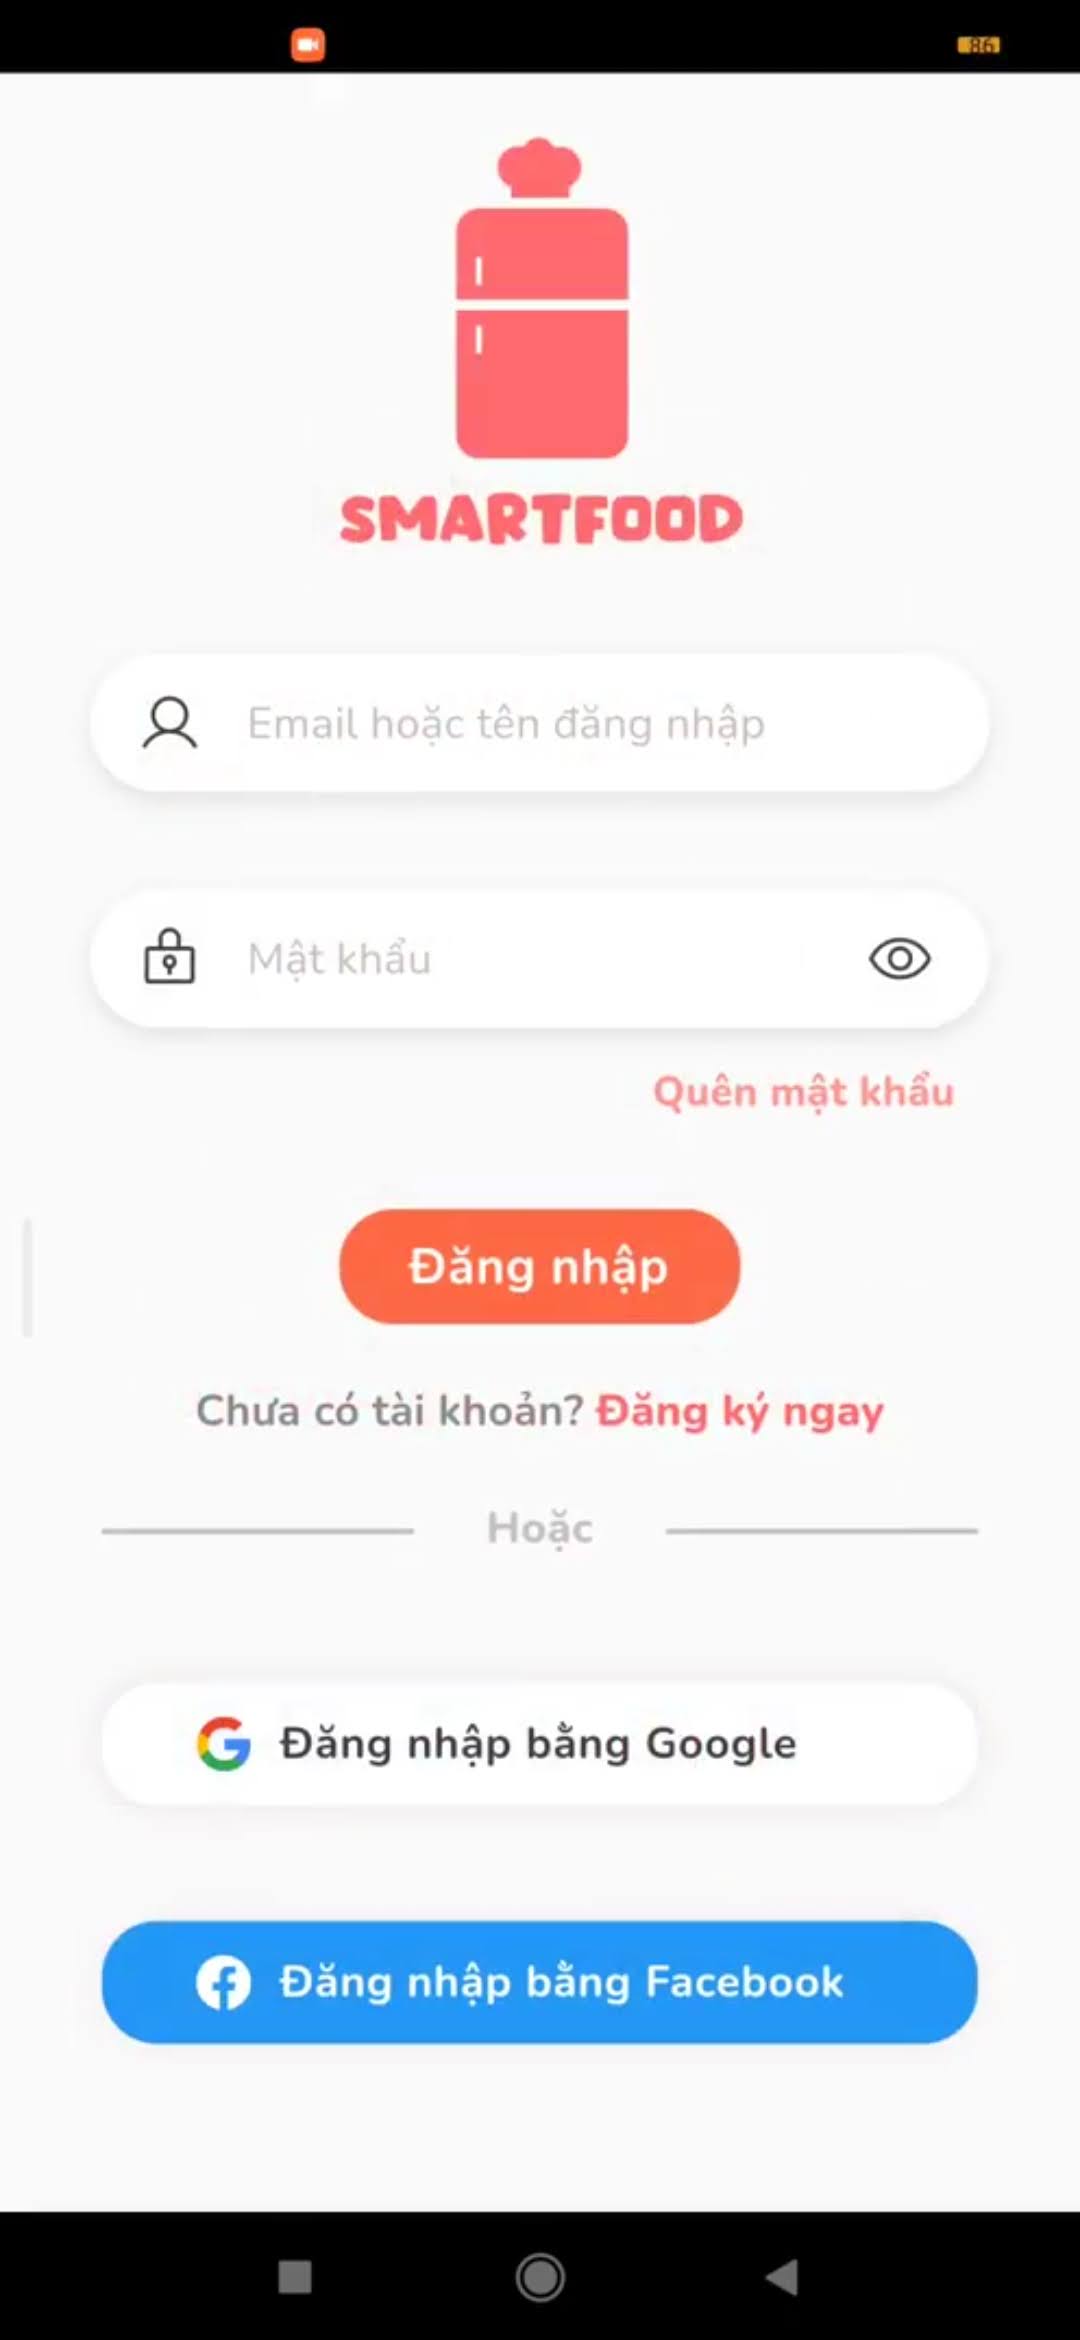 86
SMARTFOOD
Email hoặc tên đăng nhập
Mật khẩu
Quên mật khẩu
Đăng nhập
Chưa có tài khoản? Đăng ký ngay
Hoặc
Đăng nhập bằng Google
Đăng nhập bằng Facebook